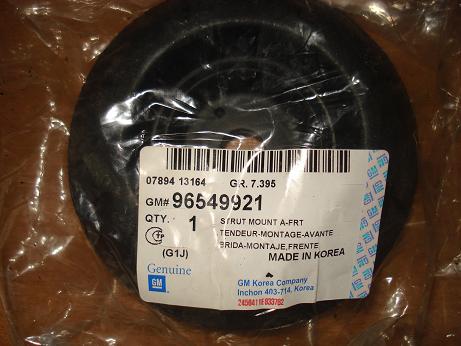 07894 13164 GR. 7.395
GM# 96549921
QTY. 1 STRUT MOUNT A-FRT
TENDEUR-MONTAGE-AVANTE
BRIDA-MONTAJE,FRENTE
(G1J) MADE IN KOREA
Genuine
GM
GM Korea Company
Inchon 403-714, Korea